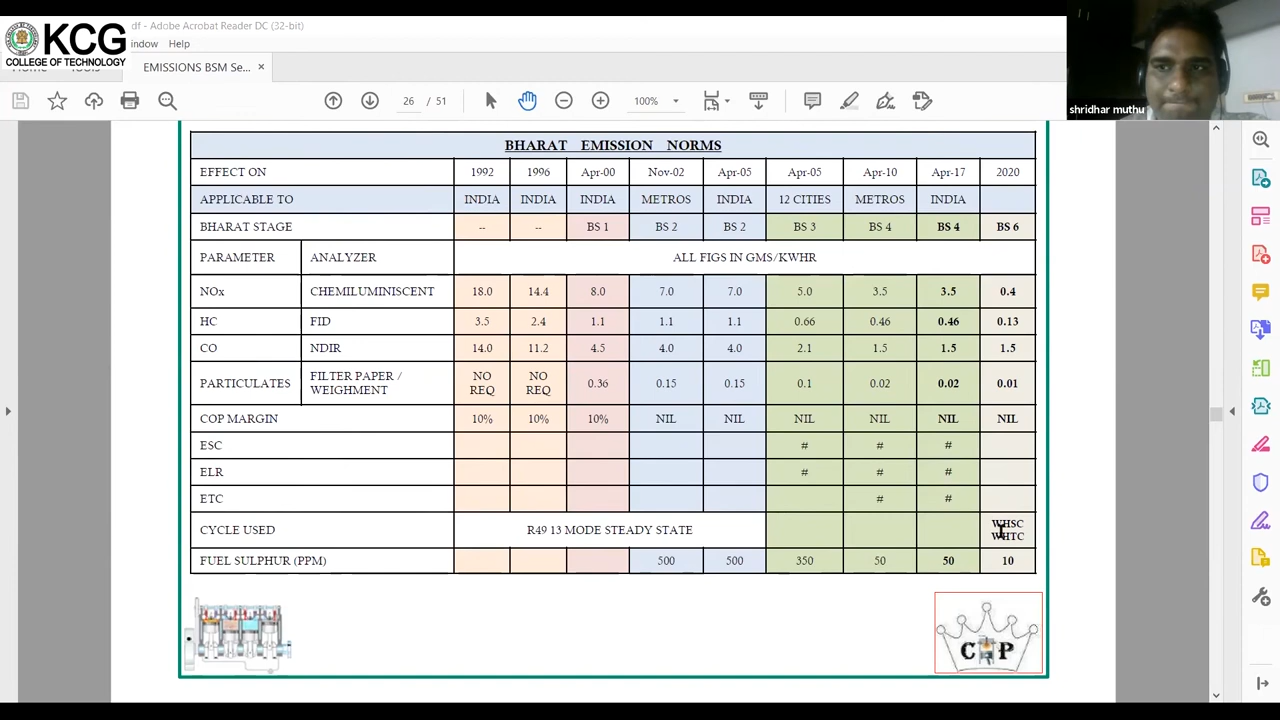 df - Adobe Acrobat Reader DC (32-bit)
KCG
COLLEGE OF TECHNOLOGY
indow Help
EMISSIONS BSM Se... ×
shridhar muthu
26 / 51
100%
BHARAT EMISSION NORMS
EFFECT ON 1992 1996 Apr-00 Nov-02 Apr-05 Apr-05 Apr-10 Apr-17 2020
APPLICABLE TO INDIA INDIA INDIA METROS INDIA 12 CITIES METROS INDIA
BHARAT STAGE -- -- BS 1 BS 2 BS 2 BS 3 BS 4 BS 4 BS 6
PARAMETER ANALYZER ALL FIGS IN GMS/KWHR
NOx CHEMILUMINISCENT 18.0 14.4 8.0 7.0 7.0 5.0 3.5 3.5 0.4
HC FID 3.5 2.4 1.1 1.1 1.1 0.66 0.46 0.46 0.13
CO NDIR 14.0 11.2 4.5 4.0 4.0 2.1 1.5 1.5 1.5
PARTICULATES FILTER PAPER / WEIGHMENT NO REQ NO REQ 0.36 0.15 0.15 0.1 0.02 0.02 0.01
COP MARGIN 10% 10% 10% NIL NIL NIL NIL NIL NIL
ESC # # #
ELR # # #
ETC # #
CYCLE USED R49 13 MODE STEADY STATE WHSC WHTC
FUEL SULPHUR (PPM) 500 500 350 50 50 10
C P